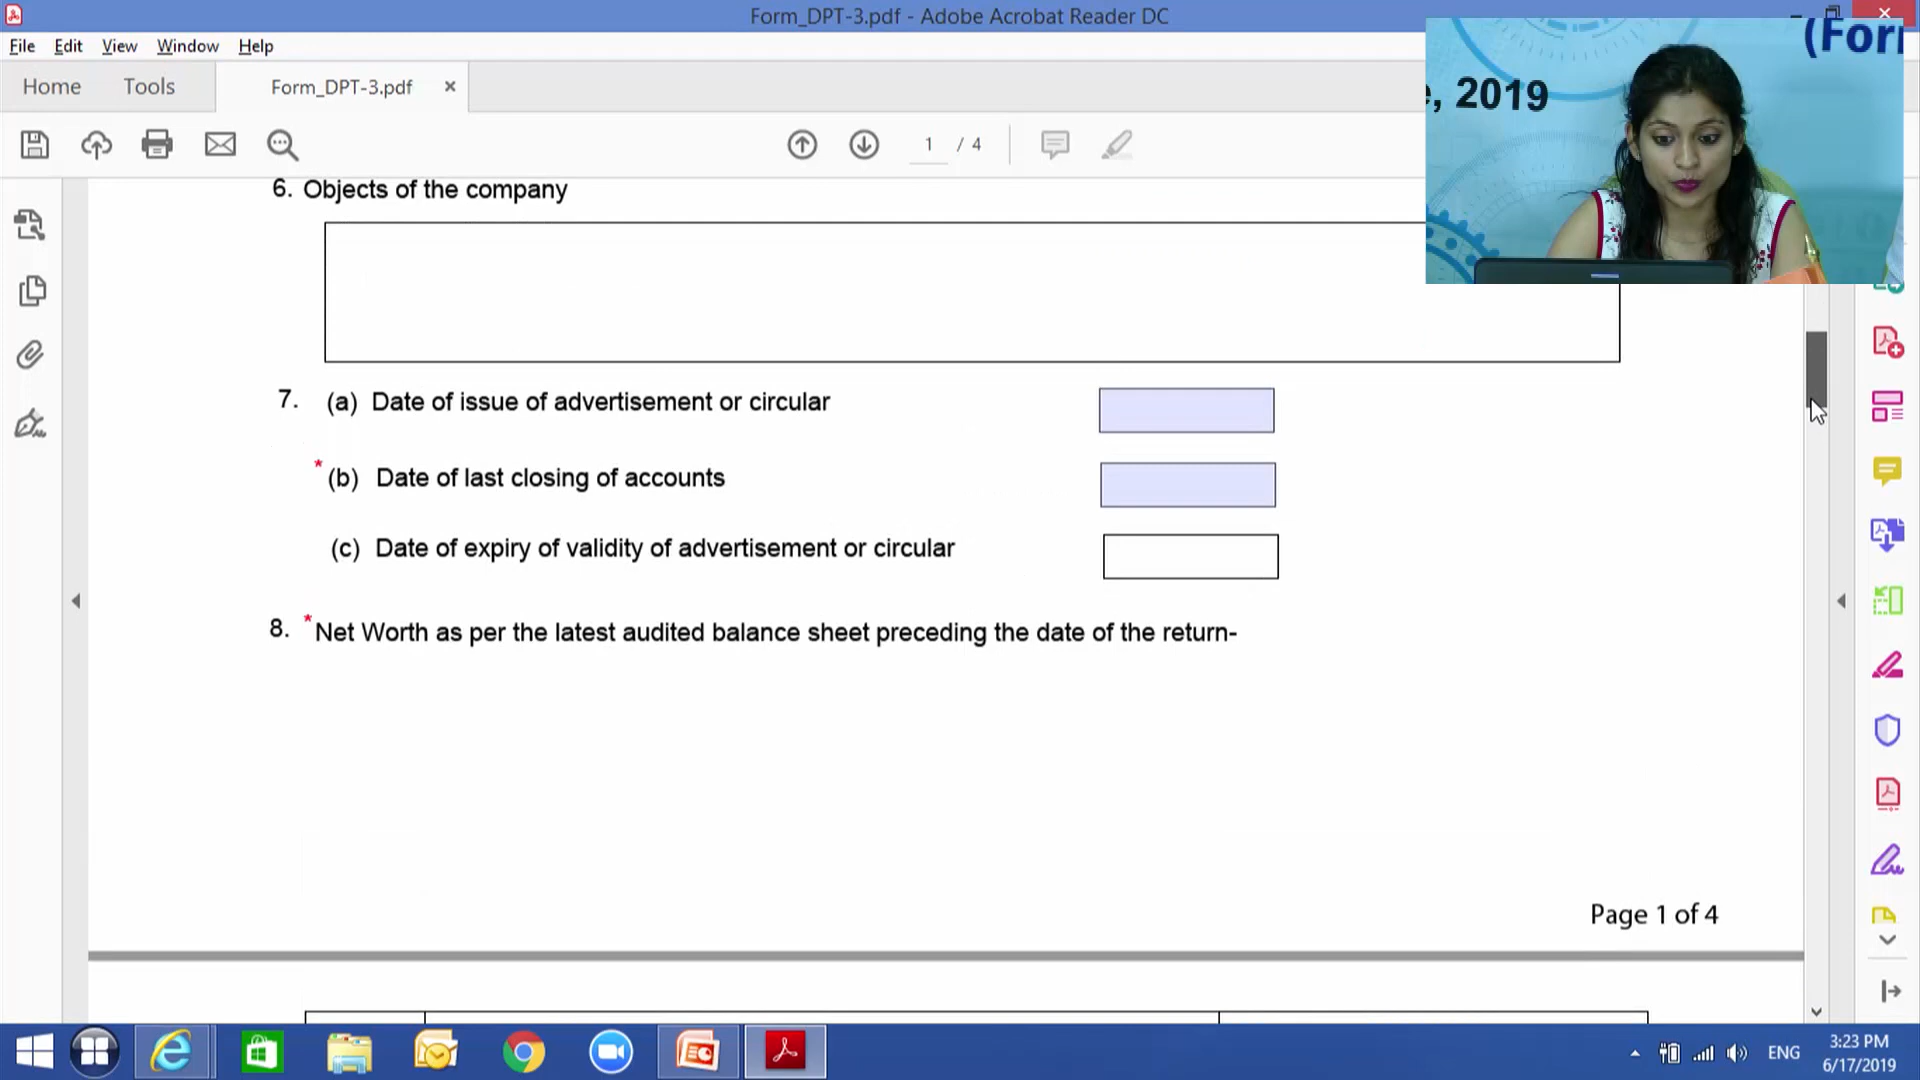 Form_DPT-3.pdf - Adobe Acrobat Reader DC
File Edit View Window Help
Home Tools Form_DPT-3.pdf
1 / 4
, 2019
6. Objects of the company
7. (a) Date of issue of advertisement or circular
* (b) Date of last closing of accounts
(c) Date of expiry of validity of advertisement or circular
8. * Net Worth as per the latest audited balance sheet preceding the date of the return-
Page 1 of 4
ENG
3:23 PM
6/17/2019